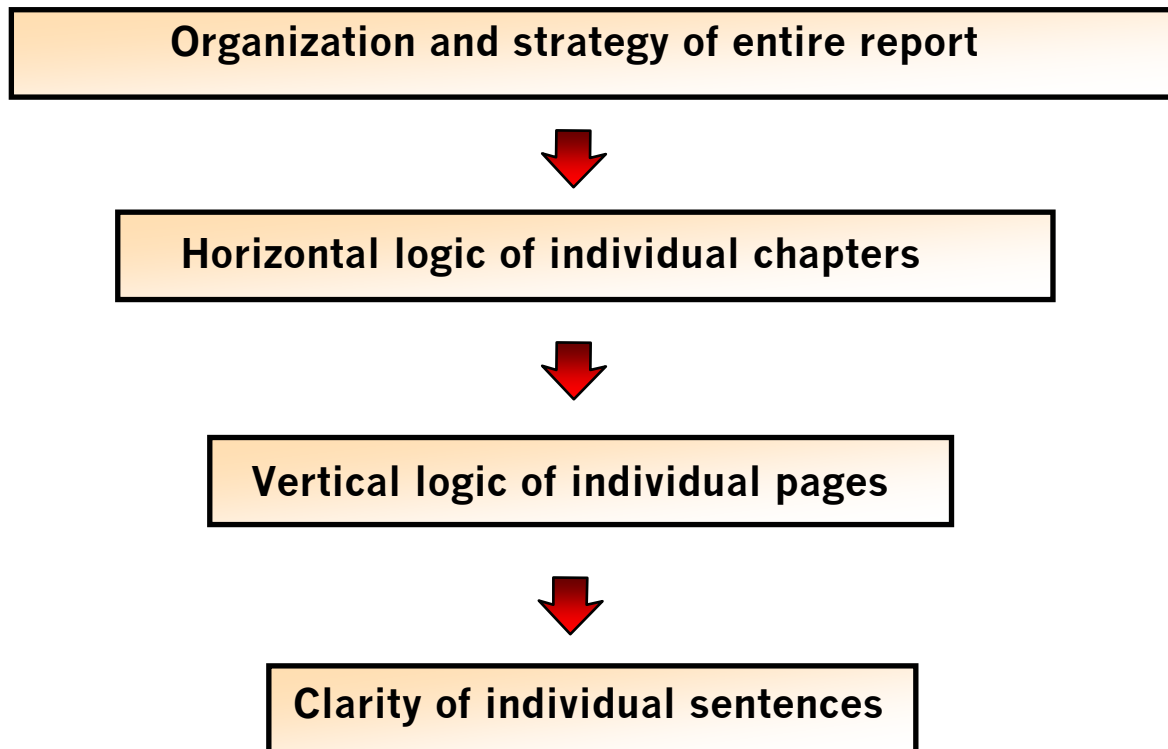 Organization and strategy of entire report
Horizontal logic of individual chapters
Vertical logic of individual pages
Clarity of individual sentences